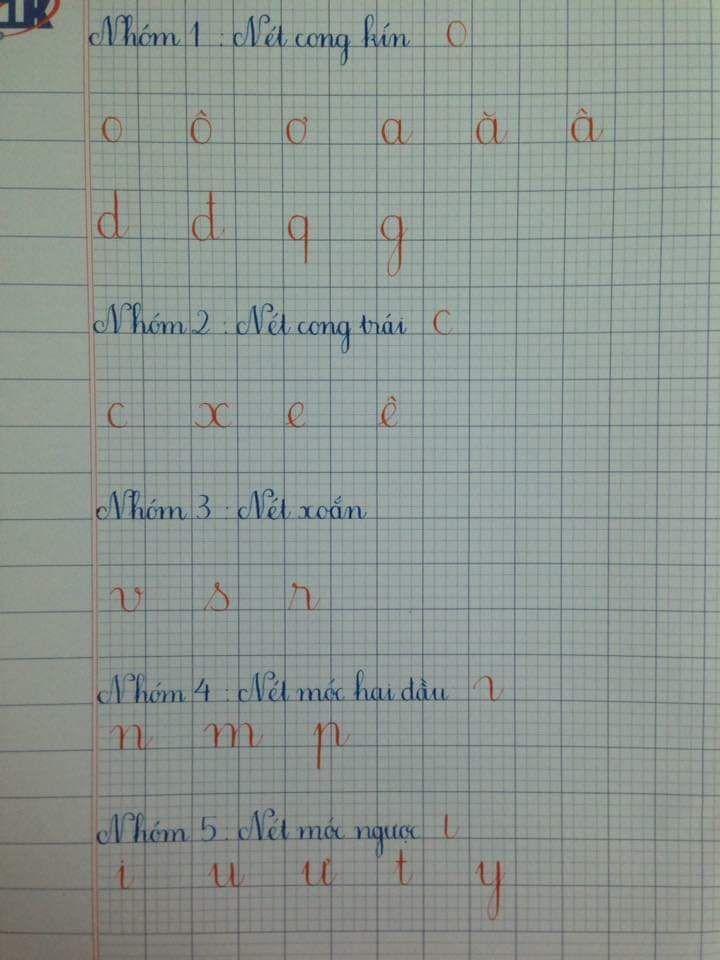 Nhóm 1 : Nét cong kín O
o ô ơ a ă â
d đ q g
Nhóm 2 : Nét cong trái C
c x e ê
Nhóm 3 : Nét xoắn
v s r
Nhóm 4 : Nét móc hai dầu ɿ
n m p
Nhóm 5 : Nét móc ngược l
i u ư t y